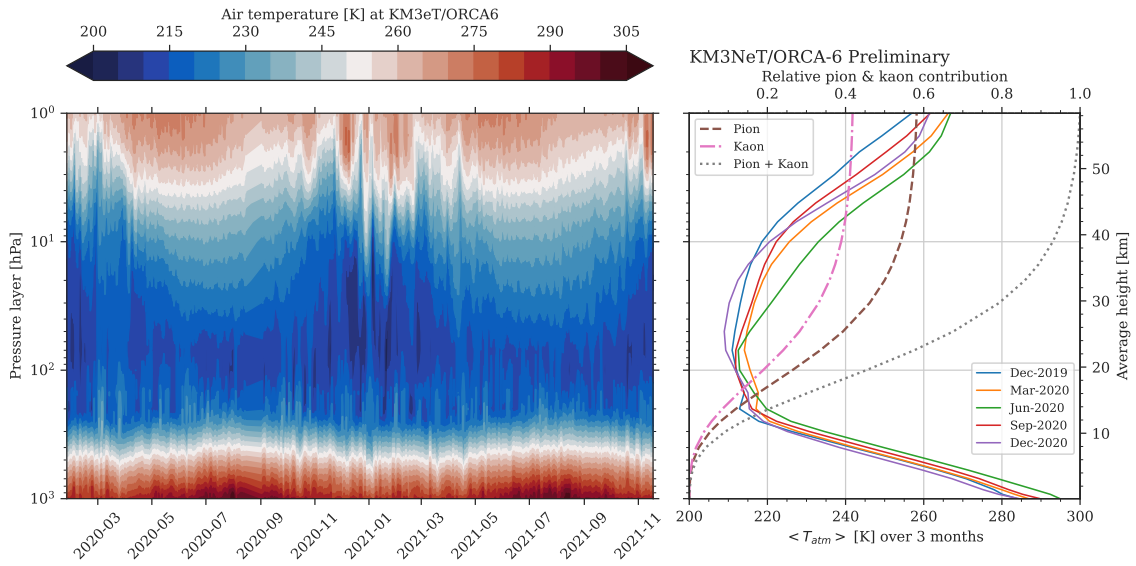 Air temperature [K] at KM3eT/ORCA6
200 215 230 245 260 275 290 305
Pressure layer [hPa]
10⁰
10¹
10²
10³
2020-03 2020-05 2020-07 2020-09 2020-11 2021-01 2021-03 2021-05 2021-07 2021-09 2021-11
KM3NeT/ORCA-6 Preliminary
Relative pion & kaon contribution
0.2 0.4 0.6 0.8 1.0
Pion
Kaon
Pion + Kaon
50
40
30
20
10
Average height [km]
Dec-2019
Mar-2020
Jun-2020
Sep-2020
Dec-2020
200 220 240 260 280 300
< T_atm > [K] over 3 months